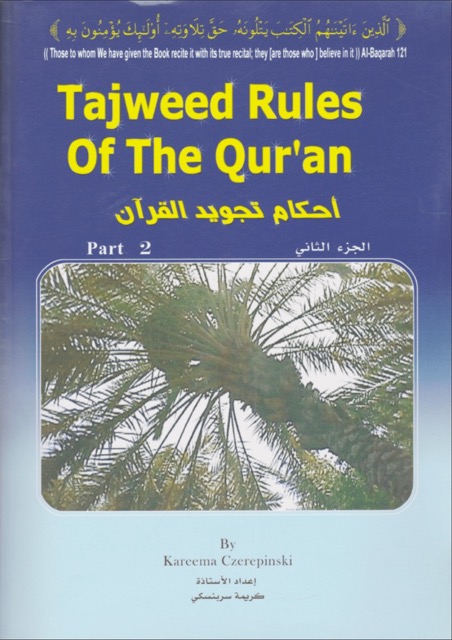 ﴿ ٱلَّذِينَ ءَاتَيْنَٰهُمُ ٱلْكِتَٰبَ يَتْلُونَهُۥ حَقَّ تِلَاوَتِهِۦٓ أُو۟لَٰٓئِكَ يُؤْمِنُونَ بِهِۦ ﴾
(( Those to whom We have given the Book recite it with its true recital; they [are those who ] believe in it )) Al-Baqarah 121
Tajweed Rules
Of The Qur'an
أحكام تجويد القرآن
Part 2 الجزء الثاني
By
Kareema Czerepinski
إعداد الأستاذة
كريمة سربنسكي